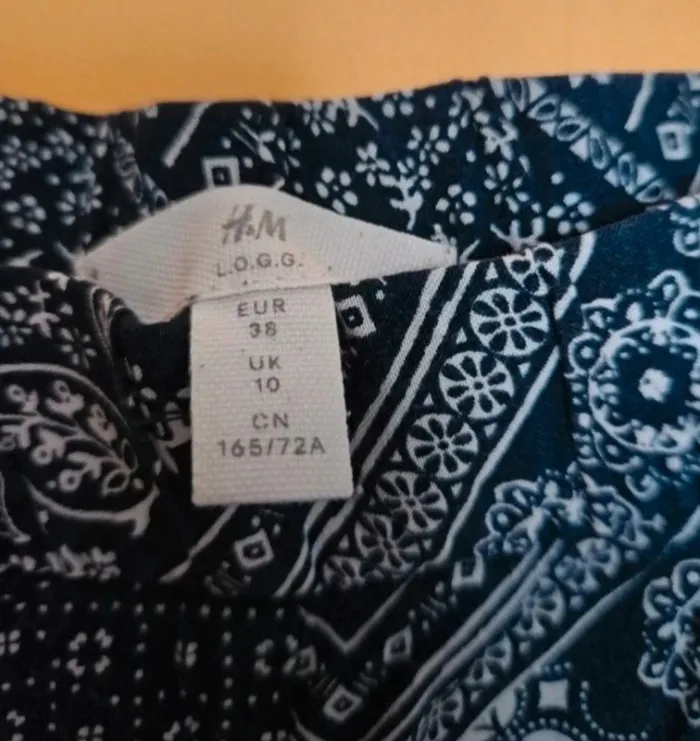 H&M
L.O.G.G.
EUR
38
UK
10
CN
165/72A